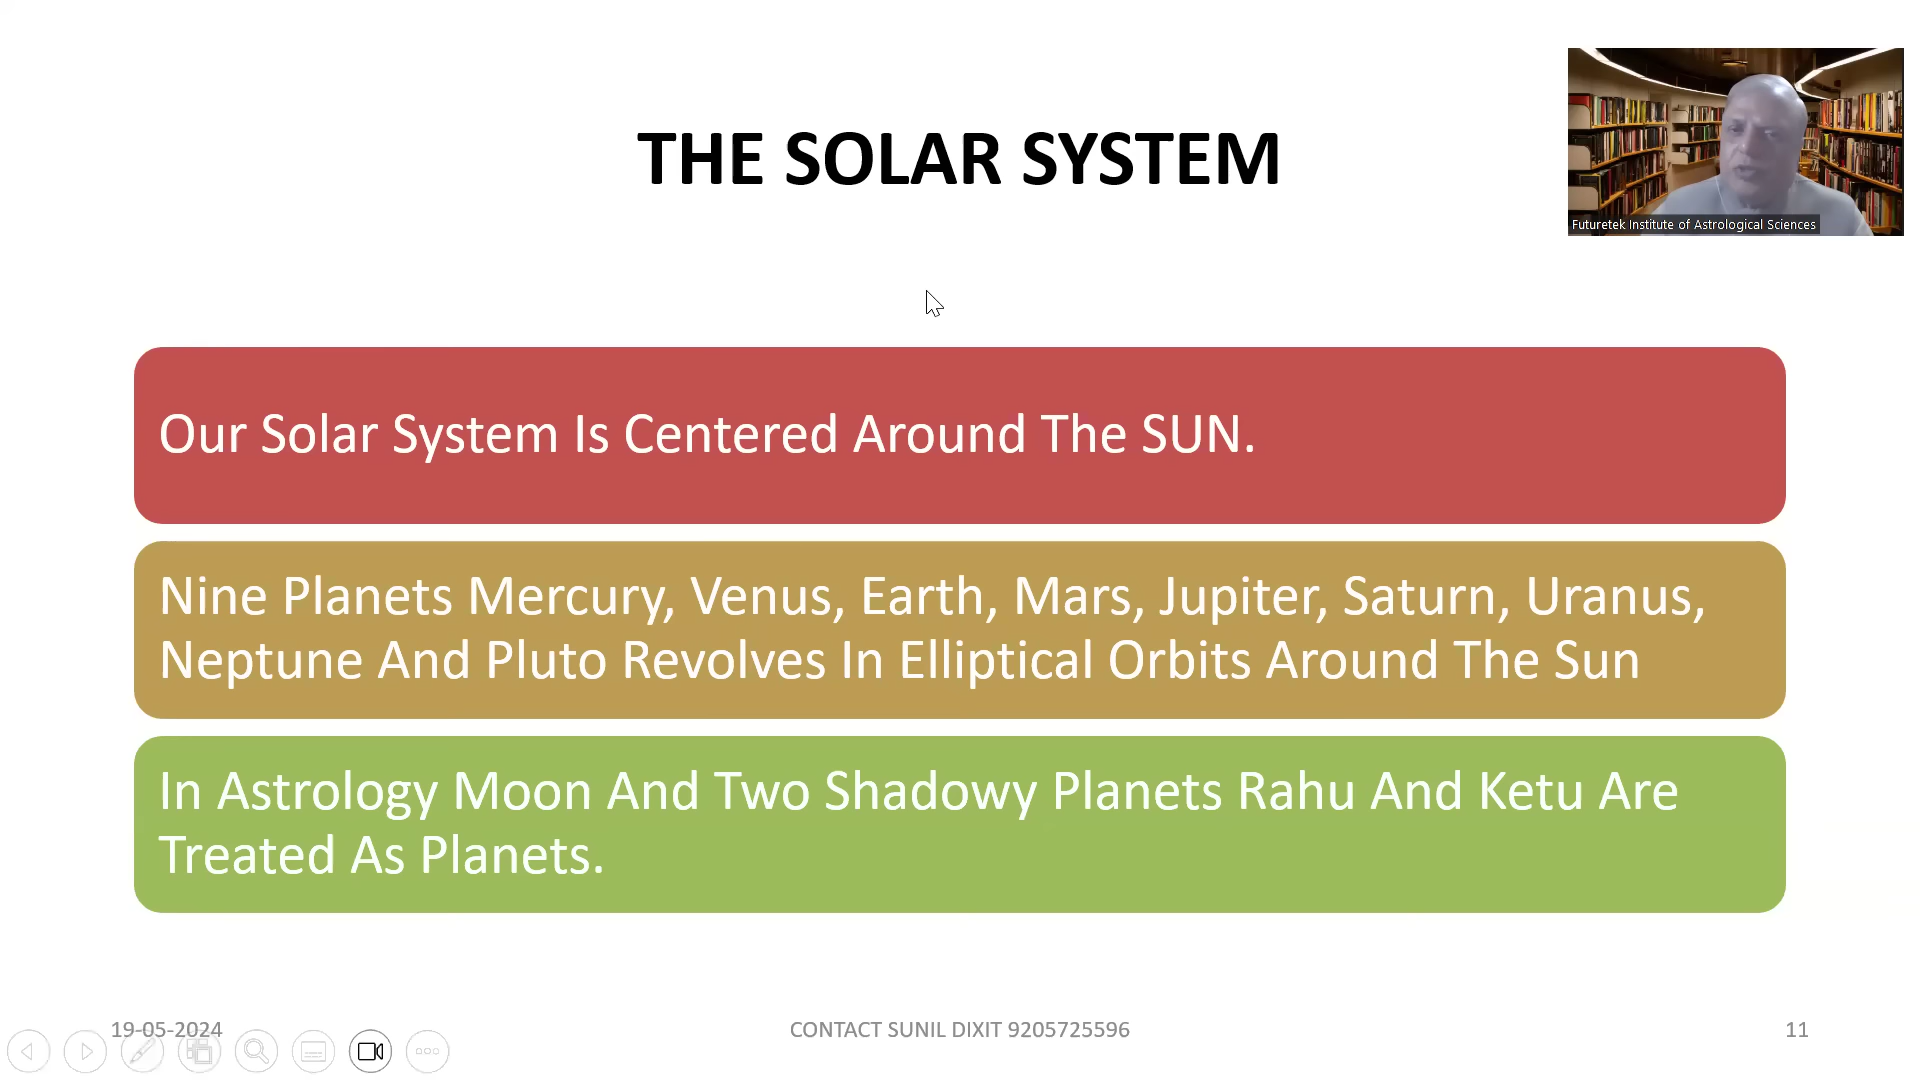 THE SOLAR SYSTEM
Futuretek Institute of Astrological Sciences
Our Solar System Is Centered Around The SUN.
Nine Planets Mercury, Venus, Earth, Mars, Jupiter, Saturn, Uranus,
Neptune And Pluto Revolves In Elliptical Orbits Around The Sun
In Astrology Moon And Two Shadowy Planets Rahu And Ketu Are
Treated As Planets.
19-05-2024
CONTACT SUNIL DIXIT 9205725596
11